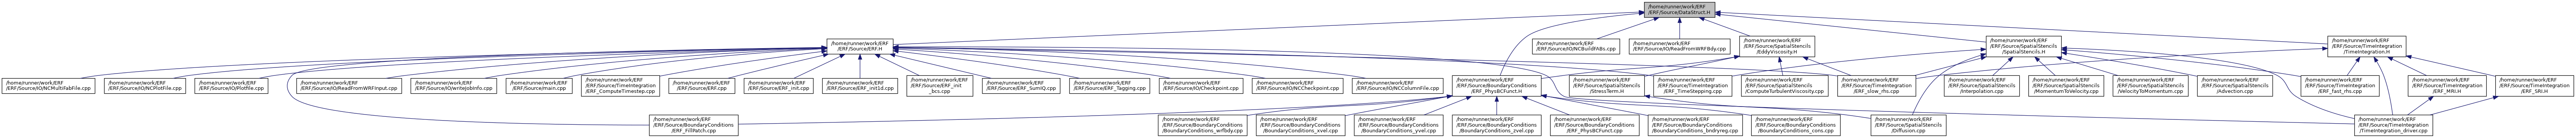 /home/runner/work/ERF
/ERF/Source/DataStruct.H
/home/runner/work/ERF
/ERF/Source/ERF.H
/home/runner/work/ERF
/ERF/Source/IO/NCBuildFABs.cpp
/home/runner/work/ERF
/ERF/Source/IO/ReadFromWRFBdy.cpp
/home/runner/work/ERF
/ERF/Source/SpatialStencils
/EddyViscosity.H
/home/runner/work/ERF
/ERF/Source/SpatialStencils
/SpatialStencils.H
/home/runner/work/ERF
/ERF/Source/TimeIntegration
/TimeIntegration.H
/home/runner/work/ERF
/ERF/Source/IO/NCMultiFabFile.cpp
/home/runner/work/ERF
/ERF/Source/IO/NCPlotFile.cpp
/home/runner/work/ERF
/ERF/Source/IO/Plotfile.cpp
/home/runner/work/ERF
/ERF/Source/IO/ReadFromWRFInput.cpp
/home/runner/work/ERF
/ERF/Source/IO/writeJobInfo.cpp
/home/runner/work/ERF
/ERF/Source/main.cpp
/home/runner/work/ERF
/ERF/Source/TimeIntegration
/ERF_ComputeTimestep.cpp
/home/runner/work/ERF
/ERF/Source/ERF.cpp
/home/runner/work/ERF
/ERF/Source/ERF_init.cpp
/home/runner/work/ERF
/ERF/Source/ERF_init1d.cpp
/home/runner/work/ERF
/ERF/Source/ERF_init
_bcs.cpp
/home/runner/work/ERF
/ERF/Source/ERF_SumIQ.cpp
/home/runner/work/ERF
/ERF/Source/ERF_Tagging.cpp
/home/runner/work/ERF
/ERF/Source/IO/Checkpoint.cpp
/home/runner/work/ERF
/ERF/Source/IO/NCCheckpoint.cpp
/home/runner/work/ERF
/ERF/Source/IO/NCColumnFile.cpp
/home/runner/work/ERF
/ERF/Source/BoundaryConditions
/ERF_PhysBCFunct.H
/home/runner/work/ERF
/ERF/Source/SpatialStencils
/StressTerm.H
/home/runner/work/ERF
/ERF/Source/TimeIntegration
/ERF_TimeStepping.cpp
/home/runner/work/ERF
/ERF/Source/SpatialStencils
/ComputeTurbulentViscosity.cpp
/home/runner/work/ERF
/ERF/Source/TimeIntegration
/ERF_slow_rhs.cpp
/home/runner/work/ERF
/ERF/Source/SpatialStencils
/Interpolation.cpp
/home/runner/work/ERF
/ERF/Source/SpatialStencils
/MomentumToVelocity.cpp
/home/runner/work/ERF
/ERF/Source/SpatialStencils
/VelocityToMomentum.cpp
/home/runner/work/ERF
/ERF/Source/SpatialStencils
/Advection.cpp
/home/runner/work/ERF
/ERF/Source/TimeIntegration
/ERF_fast_rhs.cpp
/home/runner/work/ERF
/ERF/Source/TimeIntegration
/ERF_MRI.H
/home/runner/work/ERF
/ERF/Source/TimeIntegration
/ERF_SRI.H
/home/runner/work/ERF
/ERF/Source/BoundaryConditions
/ERF_FillPatch.cpp
/home/runner/work/ERF
/ERF/Source/BoundaryConditions
/BoundaryConditions_wrfbdy.cpp
/home/runner/work/ERF
/ERF/Source/BoundaryConditions
/BoundaryConditions_xvel.cpp
/home/runner/work/ERF
/ERF/Source/BoundaryConditions
/BoundaryConditions_yvel.cpp
/home/runner/work/ERF
/ERF/Source/BoundaryConditions
/BoundaryConditions_zvel.cpp
/home/runner/work/ERF
/ERF/Source/BoundaryConditions
/ERF_PhysBCFunct.cpp
/home/runner/work/ERF
/ERF/Source/BoundaryConditions
/BoundaryConditions_bndryreg.cpp
/home/runner/work/ERF
/ERF/Source/BoundaryConditions
/BoundaryConditions_cons.cpp
/home/runner/work/ERF
/ERF/Source/SpatialStencils
/Diffusion.cpp
/home/runner/work/ERF
/ERF/Source/TimeIntegration
/TimeIntegration_driver.cpp